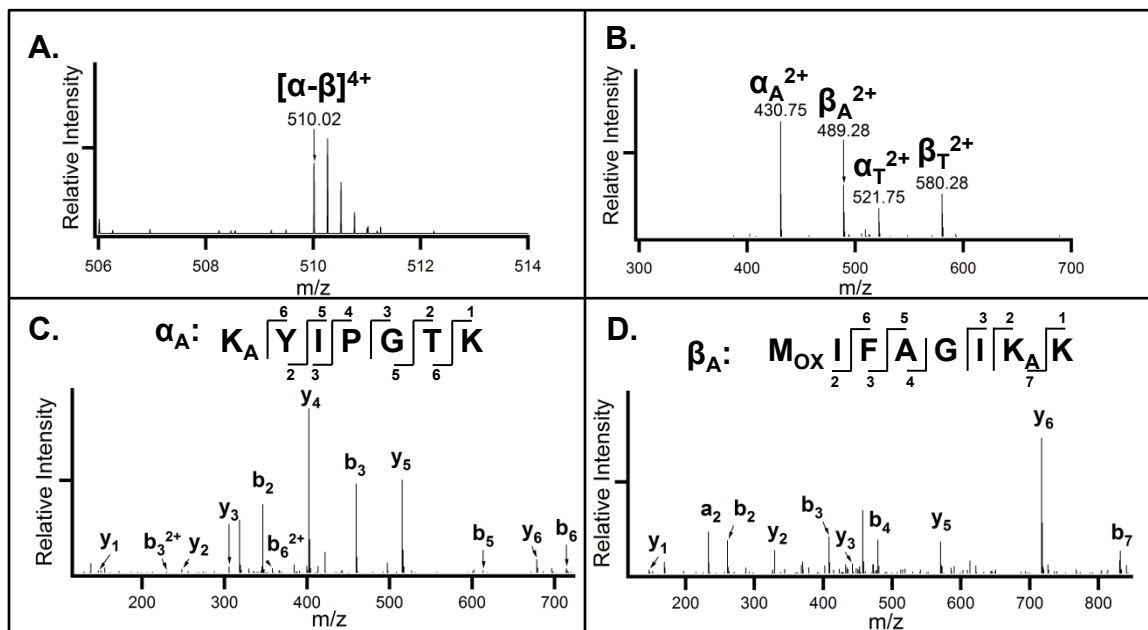 A.
[α-β]4+
510.02
Relative Intensity
506 508 510 512 514
m/z
B.
αA2+
430.75
βA2+
489.28
αT2+
521.75
βT2+
580.28
Relative Intensity
300 400 500 600 700
m/z
C.
αA:
6 5 4 3 2 1
KA Y I P G T K
2 3 5 6
y4
b3
y5
b2
y3
y1
b32+
y2
b62+
b5
y6
b6
Relative Intensity
200 300 400 500 600 700
m/z
D.
βA:
6 5 3 2 1
MOX I F A G I KA K
2 3 4 7
y6
a2
b2
b3
y1
y2
y3
b4
y5
b7
Relative Intensity
200 300 400 500 600 700 800
m/z